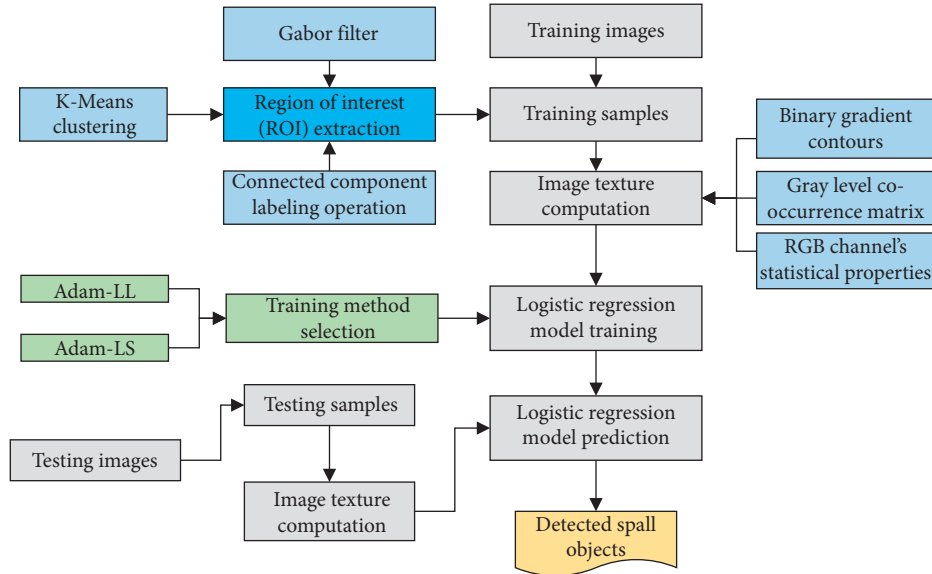 Gabor filter
Training images
K-Means
clustering
Region of interest
(ROI) extraction
Training samples
Binary gradient
contours
Connected component
labeling operation
Image texture
computation
Gray level co-
occurrence matrix
RGB channel's
statistical properties
Adam-LL
Adam-LS
Training method
selection
Logistic regression
model training
Testing samples
Logistic regression
model prediction
Testing images
Image texture
computation
Detected spall
objects